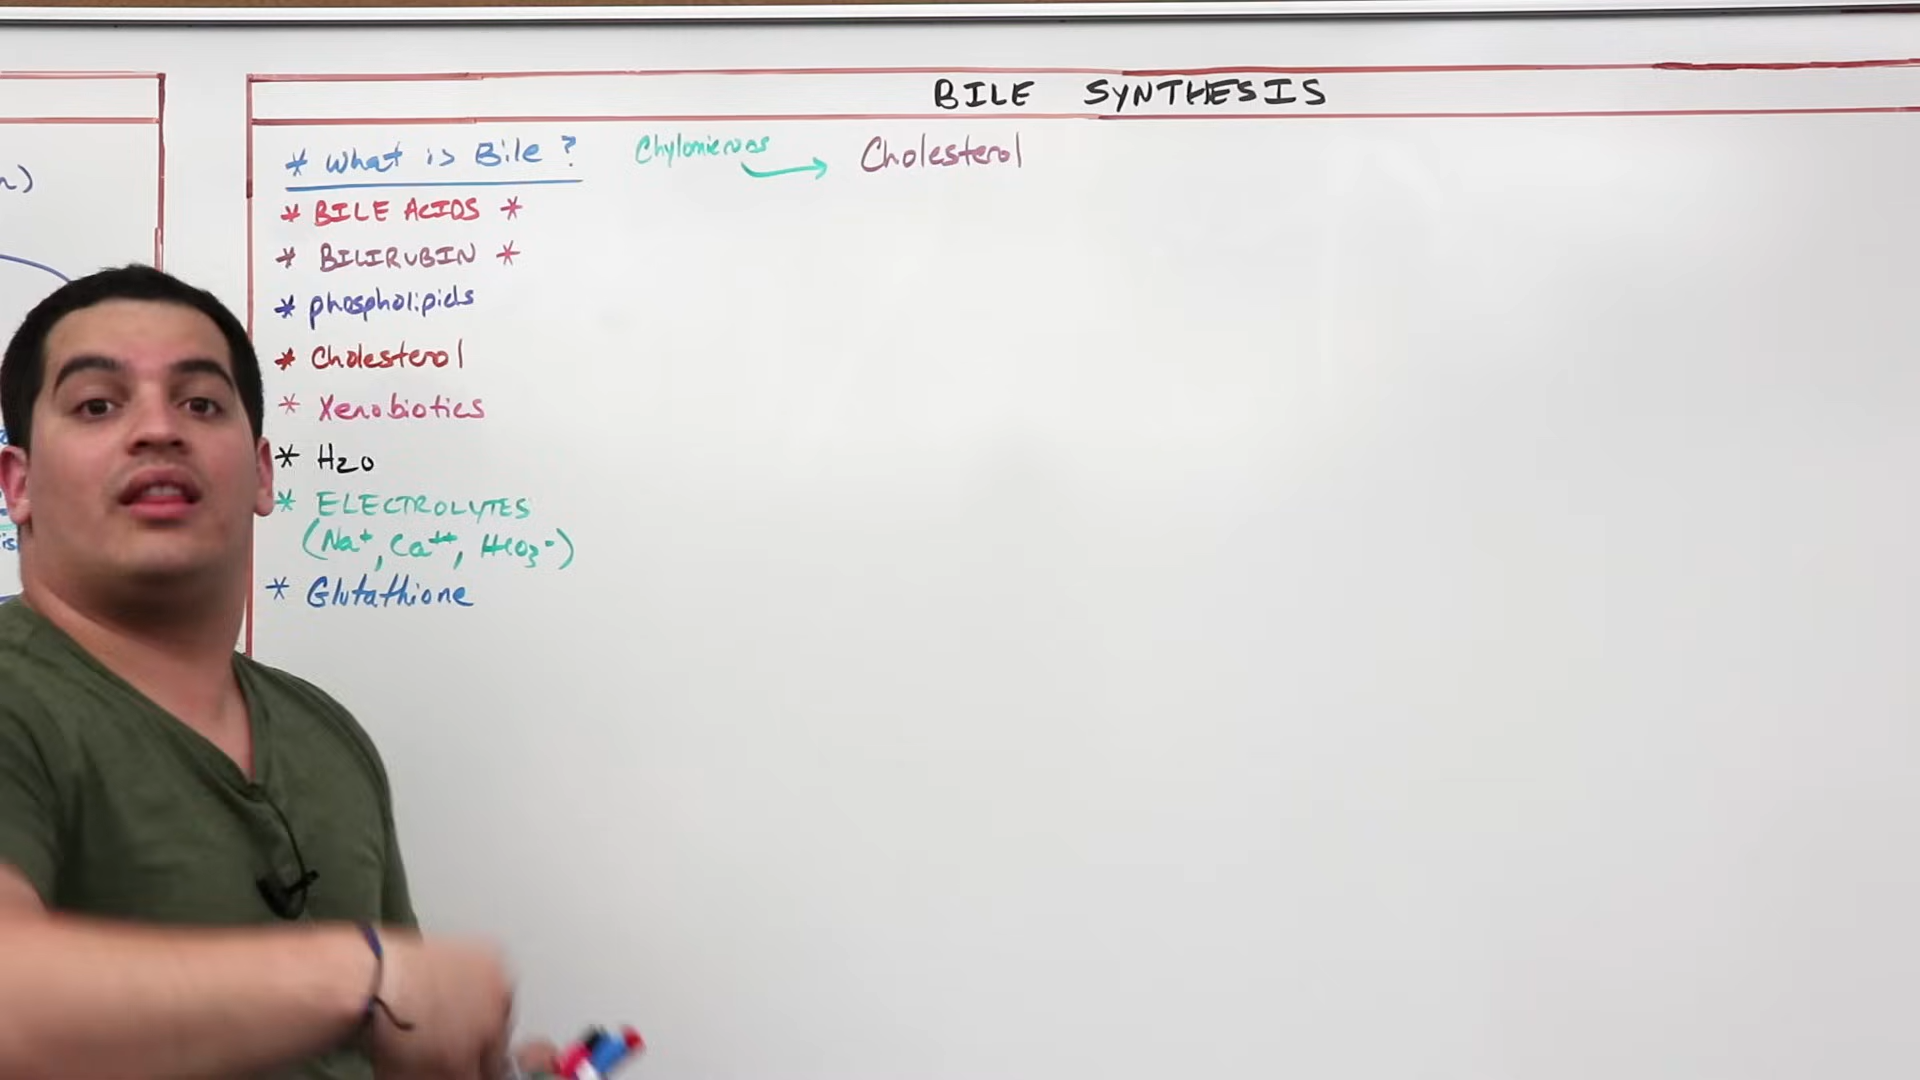 BILE SYNTHESIS
* What is Bile?
Chylomicrons → Cholesterol
* BILE ACIDS *
* BILIRUBIN *
* phospholipids
* Cholesterol
* Xenobiotics
* H2O
* ELECTROLYTES
(Na+, Ca++, HCO3-)
* Glutathione